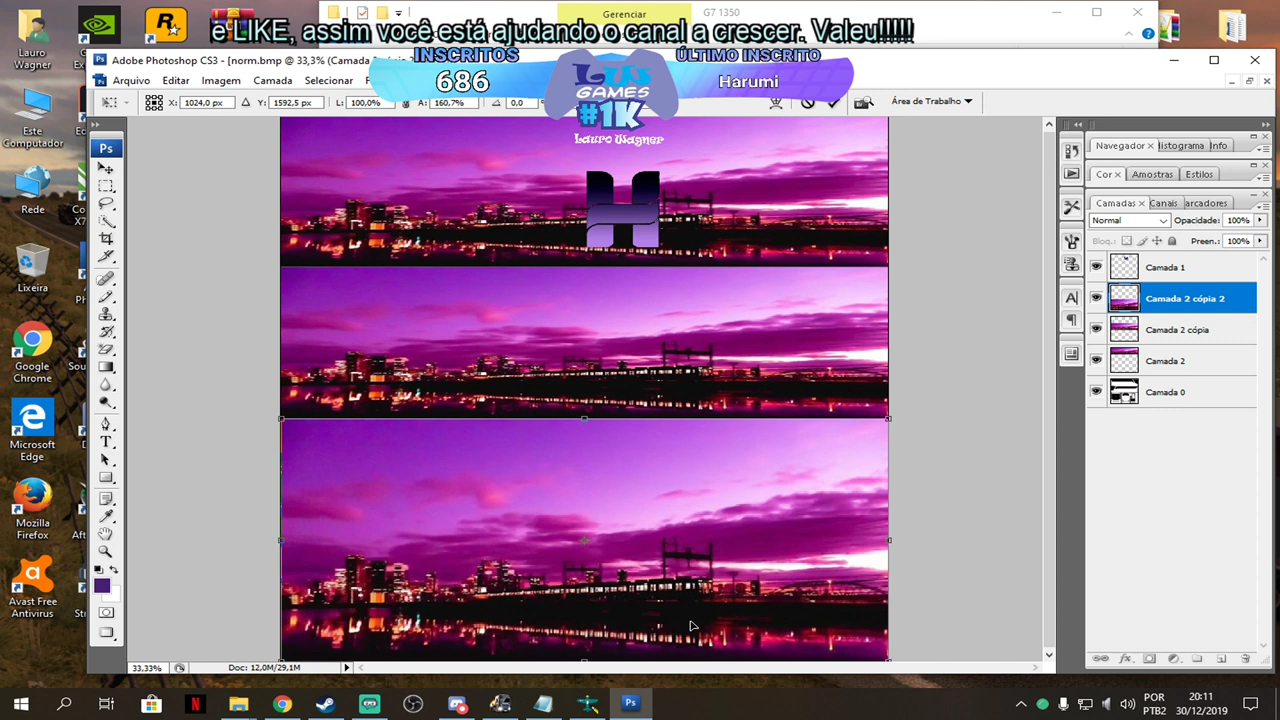 Gerenciar
G7 1350
e LIKE, assim você está ajudando o canal a crescer. Valeu!!!!!
INSCRITOS
686
LWS
GAMES
#1K
Lauro Wagner
ÚLTIMO INSCRITO
Harumi
Adobe Photoshop CS3 - [norm.bmp @ 33,3% (Camada
Arquivo Editar Imagem Camada Selecionar
X: 1024,0 px
Y: 1592,5 px
L: 100,0%
A: 160,7%
0,0
Área de Trabalho
H
Ps
T
Navegador × Histograma Info
Cor × Amostras Estilos
Camadas × Canais arcadores
Normal
Opacidade: 100%
Bloq.:
Preen.: 100%
Camada 1
Camada 2 cópia 2
Camada 2 cópia
Camada 2
Camada 0
33,33%
Doc: 12,0M/29,1M
Lauro
Wagner
Este
Computador
Rede
Lixeira
Google
Chrome
Microsoft
Edge
Mozilla
Firefox
Avast Free
Antivirus
POR
PTB2
20:11
30/12/2019